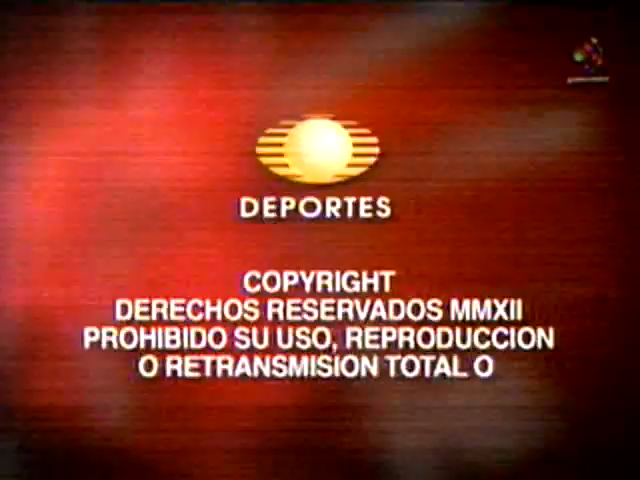 DEPORTES
COPYRIGHT
DERECHOS RESERVADOS MMXII
PROHIBIDO SU USO, REPRODUCCION
O RETRANSMISION TOTAL O